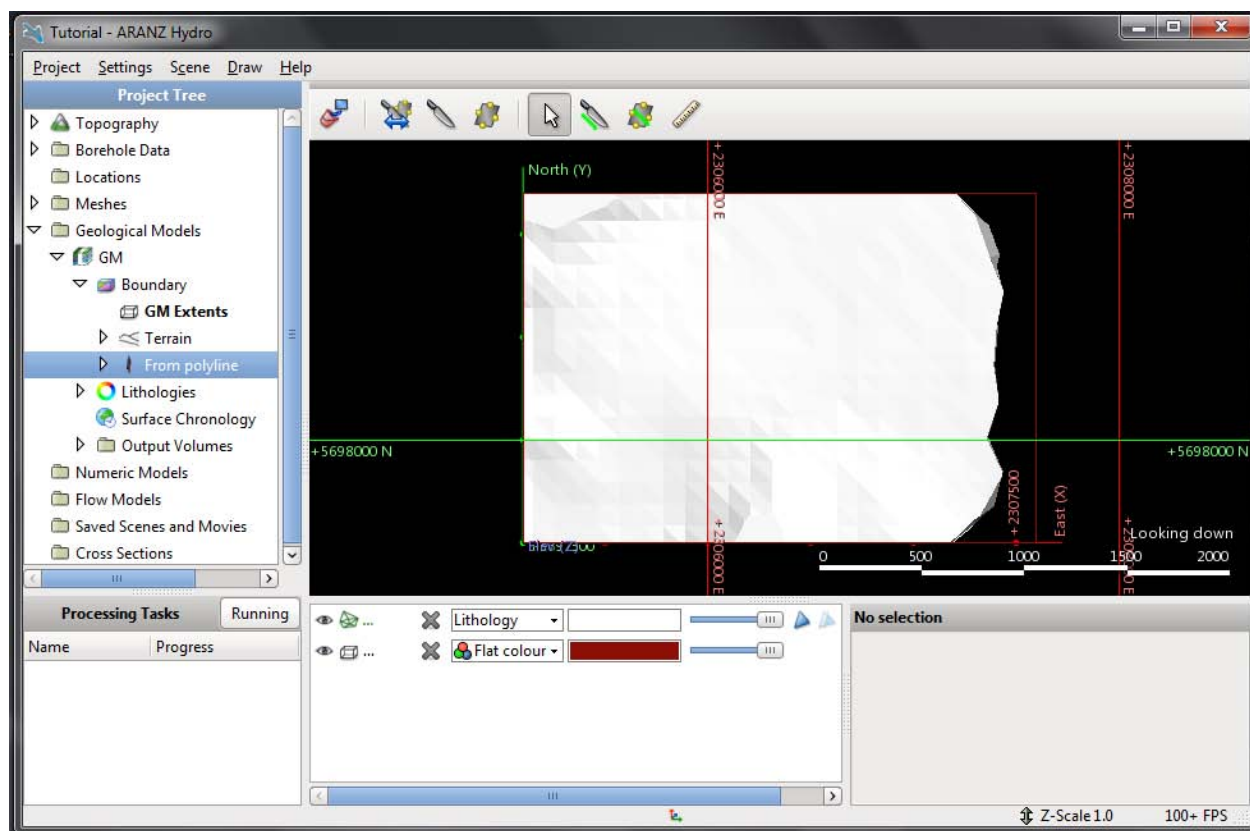 Tutorial - ARANZ Hydro
Project Settings Scene Draw Help
Project Tree
Topography
Borehole Data
Locations
Meshes
Geological Models
GM
Boundary
GM Extents
Terrain
From polyline
Lithologies
Surface Chronology
Output Volumes
Numeric Models
Flow Models
Saved Scenes and Movies
Cross Sections
North (Y)
+2306000 E
+2308000 E
+5698000 N
+5698000 N
+2307500
East (X)
+2306000 E
Looking down
0 500 1000 1500 2000
Processing Tasks Running
Name Progress
... Lithology
... Flat colour
No selection
Z-Scale 1.0 100+ FPS